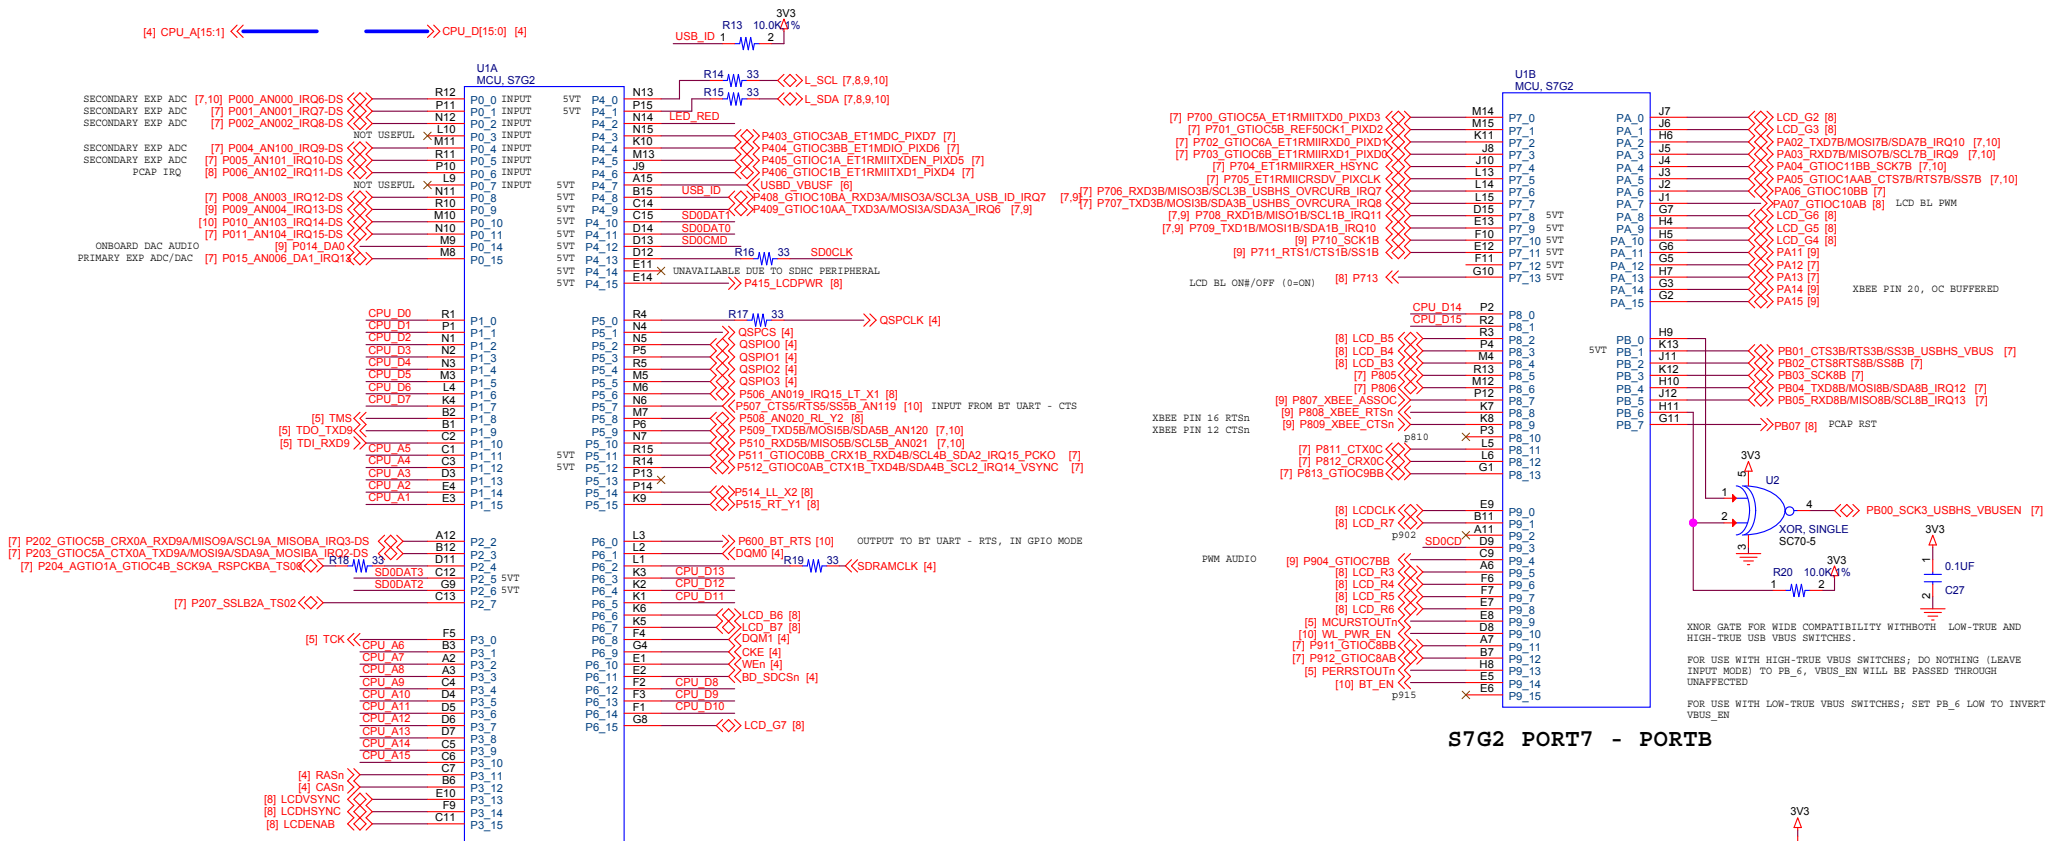 [4] CPU_A[15:1]
CPU_D[15:0] [4]
3V3
R13 10.0K,1%
USB_ID 1 2
U1A
MCU, S7G2
R14 33 L_SCL [7,8,9,10]
R15 33 L_SDA [7,8,9,10]
SECONDARY EXP ADC [7,10] P000_AN000_IRQ6-DS R12 P0_0 INPUT
SECONDARY EXP ADC [7] P001_AN001_IRQ7-DS P11 P0_1 INPUT
SECONDARY EXP ADC [7] P002_AN002_IRQ8-DS N12 P0_2 INPUT
NOT USEFUL L10 P0_3 INPUT
SECONDARY EXP ADC [7] P004_AN100_IRQ9-DS M11 P0_4 INPUT
SECONDARY EXP ADC [7] P005_AN101_IRQ10-DS R11 P0_5 INPUT
PCAP IRQ [8] P006_AN102_IRQ11-DS P10 P0_6 INPUT
NOT USEFUL L9 P0_7 INPUT
[7] P008_AN003_IRQ12-DS N11 P0_8
[9] P009_AN004_IRQ13-DS R10 P0_9
[10] P010_AN103_IRQ14-DS M10 P0_10
[7] P011_AN104_IRQ15-DS N10 P0_11
ONBOARD DAC AUDIO [9] P014_DA0 M9 P0_14
PRIMARY EXP ADC/DAC [7] P015_AN006_DA1_IRQ13 M8 P0_15
5VT P4_0 N13
5VT P4_1 P15
P4_2 N14 LED_RED
P4_3 N15 P403_GTIOC3AB_ET1MDC_PIXD7 [7]
P4_4 K10 P404_GTIOC3BB_ET1MDIO_PIXD6 [7]
P4_5 M13 P405_GTIOC1A_ET1RMIITXDEN_PIXD5 [7]
P4_6 J9 P406_GTIOC1B_ET1RMIITXD1_PIXD4 [7]
5VT P4_7 A15 USBD_VBUSF [6]
5VT P4_8 B15 USB_ID P408_GTIOC10BA_RXD3A/MISO3A/SCL3A_USB_ID_IRQ7 [7,9]
5VT P4_9 C14 P409_GTIOC10AA_TXD3A/MOSI3A/SDA3A_IRQ6 [7,9]
5VT P4_10 C15 SD0DAT1
5VT P4_11 D14 SD0DAT0
5VT P4_12 D13 SD0CMD
5VT P4_13 D12 R16 33 SD0CLK
5VT P4_14 E11 UNAVAILABLE DUE TO SDHC PERIPHERAL
5VT P4_15 E14 P415_LCDPWR [8]
CPU_D0 R1 P1_0
CPU_D1 P1 P1_1
CPU_D2 N1 P1_2
CPU_D3 N2 P1_3
CPU_D4 N3 P1_4
CPU_D5 M3 P1_5
CPU_D6 L4 P1_6
CPU_D7 K4 P1_7
[5] TMS B2 P1_8
[5] TDO_TXD9 B1 P1_9
[5] TDI_RXD9 C2 P1_10
CPU_A5 C1 P1_11
CPU_A4 C3 P1_12
CPU_A3 D3 P1_13
CPU_A2 E4 P1_14
CPU_A1 E3 P1_15
P5_0 R4 R17 33 QSPCLK [4]
P5_1 N4 QSPCS [4]
P5_2 N5 QSPIO0 [4]
P5_3 P5 QSPIO1 [4]
P5_4 R5 QSPIO2 [4]
P5_5 M5 QSPIO3 [4]
P5_6 M6 P506_AN019_IRQ15_LT_X1 [8]
P5_7 N6 P507_CTS5/RTS5/SS5B_AN119 [10] INPUT FROM BT UART - CTS
P5_8 M7 P508_AN020_RL_Y2 [8]
P5_9 P6 P509_TXD5B/MOSI5B/SDA5B_AN120 [7,10]
P5_10 N7 P510_RXD5B/MISO5B/SCL5B_AN021 [7,10]
5VT P5_11 R15 P511_GTIOC0BB_CRX1B_RXD4B/SCL4B_SDA2_IRQ15_PCKO [7]
5VT P5_12 R14 P512_GTIOC0AB_CTX1B_TXD4B/SDA4B_SCL2_IRQ14_VSYNC [7]
P5_13 P13
P5_14 P14 P514_LL_X2 [8]
P5_15 K9 P515_RT_Y1 [8]
[7] P202_GTIOC5B_CRX0A_RXD9A/MISO9A/SCL9A_MISOBA_IRQ3-DS A12 P2_2
[7] P203_GTIOC5A_CTX0A_TXD9A/MOSI9A/SDA9A_MOSIBA_IRQ2-DS B12 P2_3
[7] P204_AGTIO1A_GTIOC4B_SCK9A_RSPCKBA_TS00 R18 33 D11 P2_4
SD0DAT3 C12 P2_5 5VT
SD0DAT2 G9 P2_6 5VT
[7] P207_SSLB2A_TS02 C13 P2_7
P6_0 L3 P600_BT_RTS [10] OUTPUT TO BT UART - RTS, IN GPIO MODE
P6_1 L2 DQM0 [4]
P6_2 L1 R19 33 SDRAMCLK [4]
P6_3 K3 CPU_D13
P6_4 K2 CPU_D12
P6_5 K1 CPU_D11
P6_6 K6 LCD_B6 [8]
P6_7 K5 LCD_B7 [8]
P6_8 F4 DQM1 [4]
P6_9 G4 CKE [4]
P6_10 E1 WEn [4]
P6_11 E2 BD_SDCSn [4]
P6_12 F2 CPU_D8
P6_13 F3 CPU_D9
P6_14 F1 CPU_D10
P6_15 G8 LCD_G7 [8]
[5] TCK F5 P3_0
CPU_A6 B3 P3_1
CPU_A7 A2 P3_2
CPU_A8 A3 P3_3
CPU_A9 C4 P3_4
CPU_A10 D4 P3_5
CPU_A11 D5 P3_6
CPU_A12 D6 P3_7
CPU_A13 D7 P3_8
CPU_A14 C5 P3_9
CPU_A15 C6 P3_10
[4] RASn C7 P3_11
[4] CASn B6 P3_12
[8] LCDVSYNC E10 P3_13
[8] LCDHSYNC F9 P3_14
[8] LCDENAB C11 P3_15
U1B
MCU, S7G2
[7] P700_GTIOC5A_ET1RMIITXD0_PIXD3 M14 P7_0
[7] P701_GTIOC5B_REF50CK1_PIXD2 M15 P7_1
[7] P702_GTIOC6A_ET1RMIIRXD0_PIXD1 K11 P7_2
[7] P703_GTIOC6B_ET1RMIIRXD1_PIXD0 J8 P7_3
[7] P704_ET1RMIIRXER_HSYNC J10 P7_4
[7] P705_ET1RMIICRSDV_PIXCLK L13 P7_5
[7] P706_RXD3B/MISO3B/SCL3B_USBHS_OVRCURB_IRQ7 L14 P7_6
[7] P707_TXD3B/MOSI3B/SDA3B_USBHS_OVRCURA_IRQ8 L15 P7_7
[7,9] P708_RXD1B/MISO1B/SCL1B_IRQ11 D15 P7_8 5VT
[7,9] P709_TXD1B/MOSI1B/SDA1B_IRQ10 E13 P7_9 5VT
[9] P710_SCK1B F10 P7_10 5VT
[9] P711_RTS1/CTS1B/SS1B E12 P7_11 5VT
F11 P7_12 5VT
LCD BL ON#/OFF (0=ON) [8] P713 G10 P7_13 5VT
PA_0 J7 LCD_G2 [8]
PA_1 J6 LCD_G3 [8]
PA_2 H6 PA02_TXD7B/MOSI7B/SDA7B_IRQ10 [7,10]
PA_3 J5 PA03_RXD7B/MISO7B/SCL7B_IRQ9 [7,10]
PA_4 J4 PA04_GTIOC11BB_SCK7B [7,10]
PA_5 J3 PA05_GTIOC1AAB_CTS7B/RTS7B/SS7B [7,10]
PA_6 J2 PA06_GTIOC10BB [7]
PA_7 J1 PA07_GTIOC10AB [8] LCD BL PWM
PA_8 G7 LCD_G6 [8]
PA_9 H4 LCD_G5 [8]
PA_10 H5 LCD_G4 [8]
PA_11 G6 PA11 [9]
PA_12 G5 PA12 [7]
PA_13 H7 PA13 [7]
PA_14 G3 PA14 [9] XBEE PIN 20, OC BUFFERED
PA_15 G2 PA15 [9]
CPU_D14 P2 P8_0
CPU_D15 R2 P8_1
[8] LCD_B5 R3 P8_2
[8] LCD_B4 P4 P8_3
[8] LCD_B3 M4 P8_4
[7] P805 R13 P8_5
[7] P806 M12 P8_6
[9] P807_XBEE_ASSOC P12 P8_7
XBEE PIN 16 RTSn [9] P808_XBEE_RTSn K7 P8_8
XBEE PIN 12 CTSn [9] P809_XBEE_CTSn K8 P8_9
p810 P3 P8_10
[7] P811_CTX0C L5 P8_11
[7] P812_CRX0C L6 P8_12
[7] P813_GTIOC9BB G1 P8_13
PB_0 H9
5VT PB_1 K13 PB01_CTS3B/RTS3B/SS3B_USBHS_VBUS [7]
PB_2 J11 PB02_CTS8RTS8B/SS8B [7]
PB_3 K12 PB03_SCK8B [7]
PB_4 H10 PB04_TXD8B/MOSI8B/SDA8B_IRQ12 [7]
PB_5 J12 PB05_RXD8B/MISO8B/SCL8B_IRQ13 [7]
PB_6 H11
PB_7 G11 PB07 [8] PCAP RST
[8] LCDCLK E9 P9_0
[8] LCD_R7 B11 P9_1
p902 A11 P9_2
SD0CD D9 P9_3
PWM AUDIO [9] P904_GTIOC7BB C9 P9_4
[8] LCD_R3 A6 P9_5
[8] LCD_R4 F6 P9_6
[8] LCD_R5 F7 P9_7
[8] LCD_R6 E7 P9_8
[5] MCURSTOUTn E8 P9_9
[10] WL_PWR_EN D8 P9_10
[7] P911_GTIOC8BB A7 P9_11
[7] P912_GTIOC8AB B7 P9_12
[5] PERRSTOUTn H8 P9_13
[10] BT_EN E5 P9_14
p915 E6 P9_15
3V3
5
U2
1
2
4 PB00_SCK3_USBHS_VBUSEN [7]
XOR, SINGLE
SC70-5
3
3V3
R20 10.0K,1%
1 2
3V3
1 0.1UF
2 C27
XNOR GATE FOR WIDE COMPATIBILITY WITHBOTH LOW-TRUE AND
HIGH-TRUE USB VBUS SWITCHES.
FOR USE WITH HIGH-TRUE VBUS SWITCHES; DO NOTHING (LEAVE
INPUT MODE) TO PB_6, VBUS_EN WILL BE PASSED THROUGH
UNAFFECTED
FOR USE WITH LOW-TRUE VBUS SWITCHES; SET PB_6 LOW TO INVERT
VBUS_EN
S7G2 PORT7 - PORTB
3V3